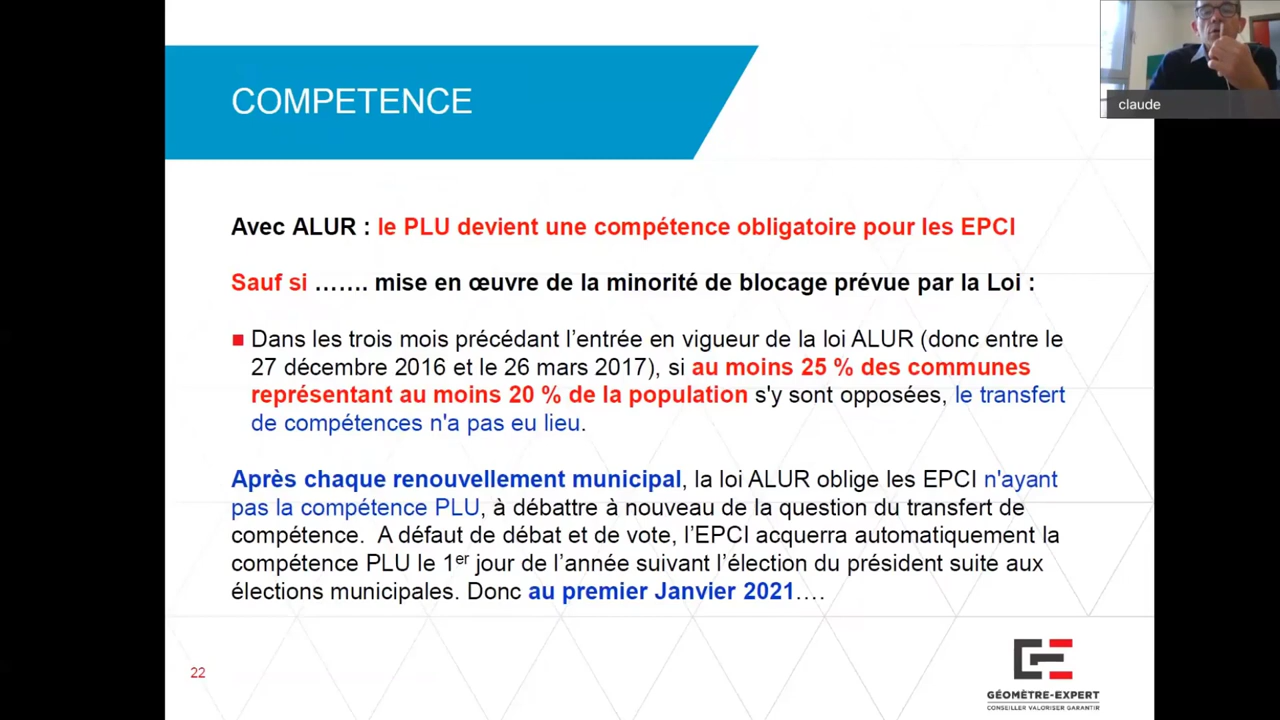 COMPETENCE
claude
Avec ALUR : le PLU devient une compétence obligatoire pour les EPCI
Sauf si ……. mise en œuvre de la minorité de blocage prévue par la Loi :
Dans les trois mois précédant l’entrée en vigueur de la loi ALUR (donc entre le
27 décembre 2016 et le 26 mars 2017), si au moins 25 % des communes
représentant au moins 20 % de la population s'y sont opposées, le transfert
de compétences n'a pas eu lieu.
Après chaque renouvellement municipal, la loi ALUR oblige les EPCI n'ayant
pas la compétence PLU, à débattre à nouveau de la question du transfert de
compétence.  A défaut de débat et de vote, l’EPCI acquerra automatiquement la
compétence PLU le 1er jour de l’année suivant l’élection du président suite aux
élections municipales. Donc au premier Janvier 2021….
22
GÉOMÈTRE-EXPERT
CONSEILLER VALORISER GARANTIR